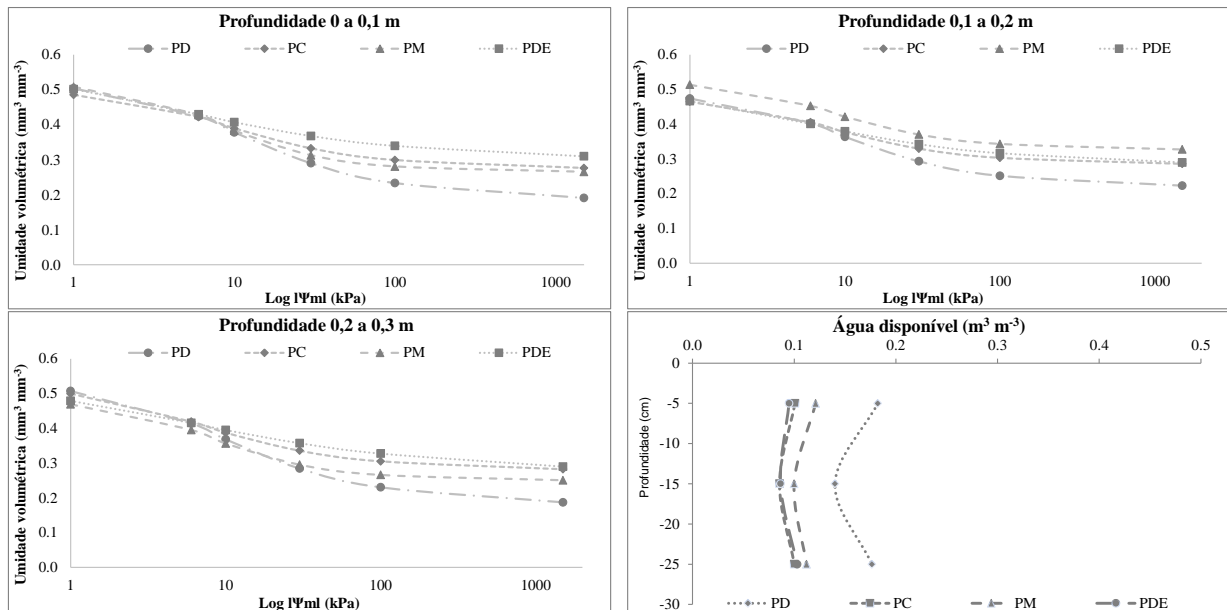 Profundidade 0 a 0,1 m
PD PC PM PDE
Umidade volumétrica (mm³ mm⁻³)
0.6
0.5
0.4
0.3
0.2
0.1
0.0
1 10 100 1000
Log lΨml (kPa)
Profundidade 0,1 a 0,2 m
PD PC PM PDE
Umidade volumétrica (mm³ mm⁻³)
0.6
0.5
0.4
0.3
0.2
0.1
0.0
1 10 100 1000
Log lΨml (kPa)
Profundidade 0,2 a 0,3 m
PD PC PM PDE
Umidade volumétrica (mm³ mm⁻³)
0.6
0.5
0.4
0.3
0.2
0.1
0.0
1 10 100 1000
Log lΨml (kPa)
Água disponível (m³ m⁻³)
0.0 0.1 0.2 0.3 0.4 0.5
Profundidade (cm)
0
-5
-10
-15
-20
-25
-30
PD PC PM PDE